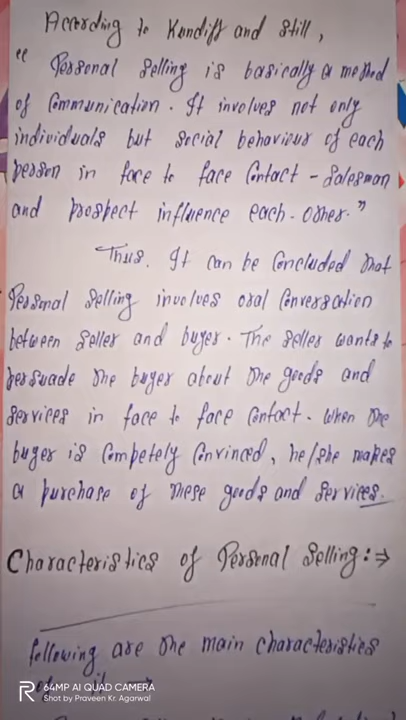 According to Kundiff and still,
" Personal Selling is basically a method
of Communication. It involves not only
individuals but social behaviour of each
person in face to face Contact - Salesman
and prospect influence each-other."
Thus. It can be Concluded that
Personal Selling involves oral Conversation
between seller and buyer. The seller wants to
persuade the buyer about the goods and
services in face to face Contact. When the
buyer is Competely Convinced, he/she makes
a purchase of these goods and services.
Characteristics of Personal Selling:⇒
following are the main characteristics
of it →
64MP AI QUAD CAMERA
Shot by Praveen Kr. Agarwal